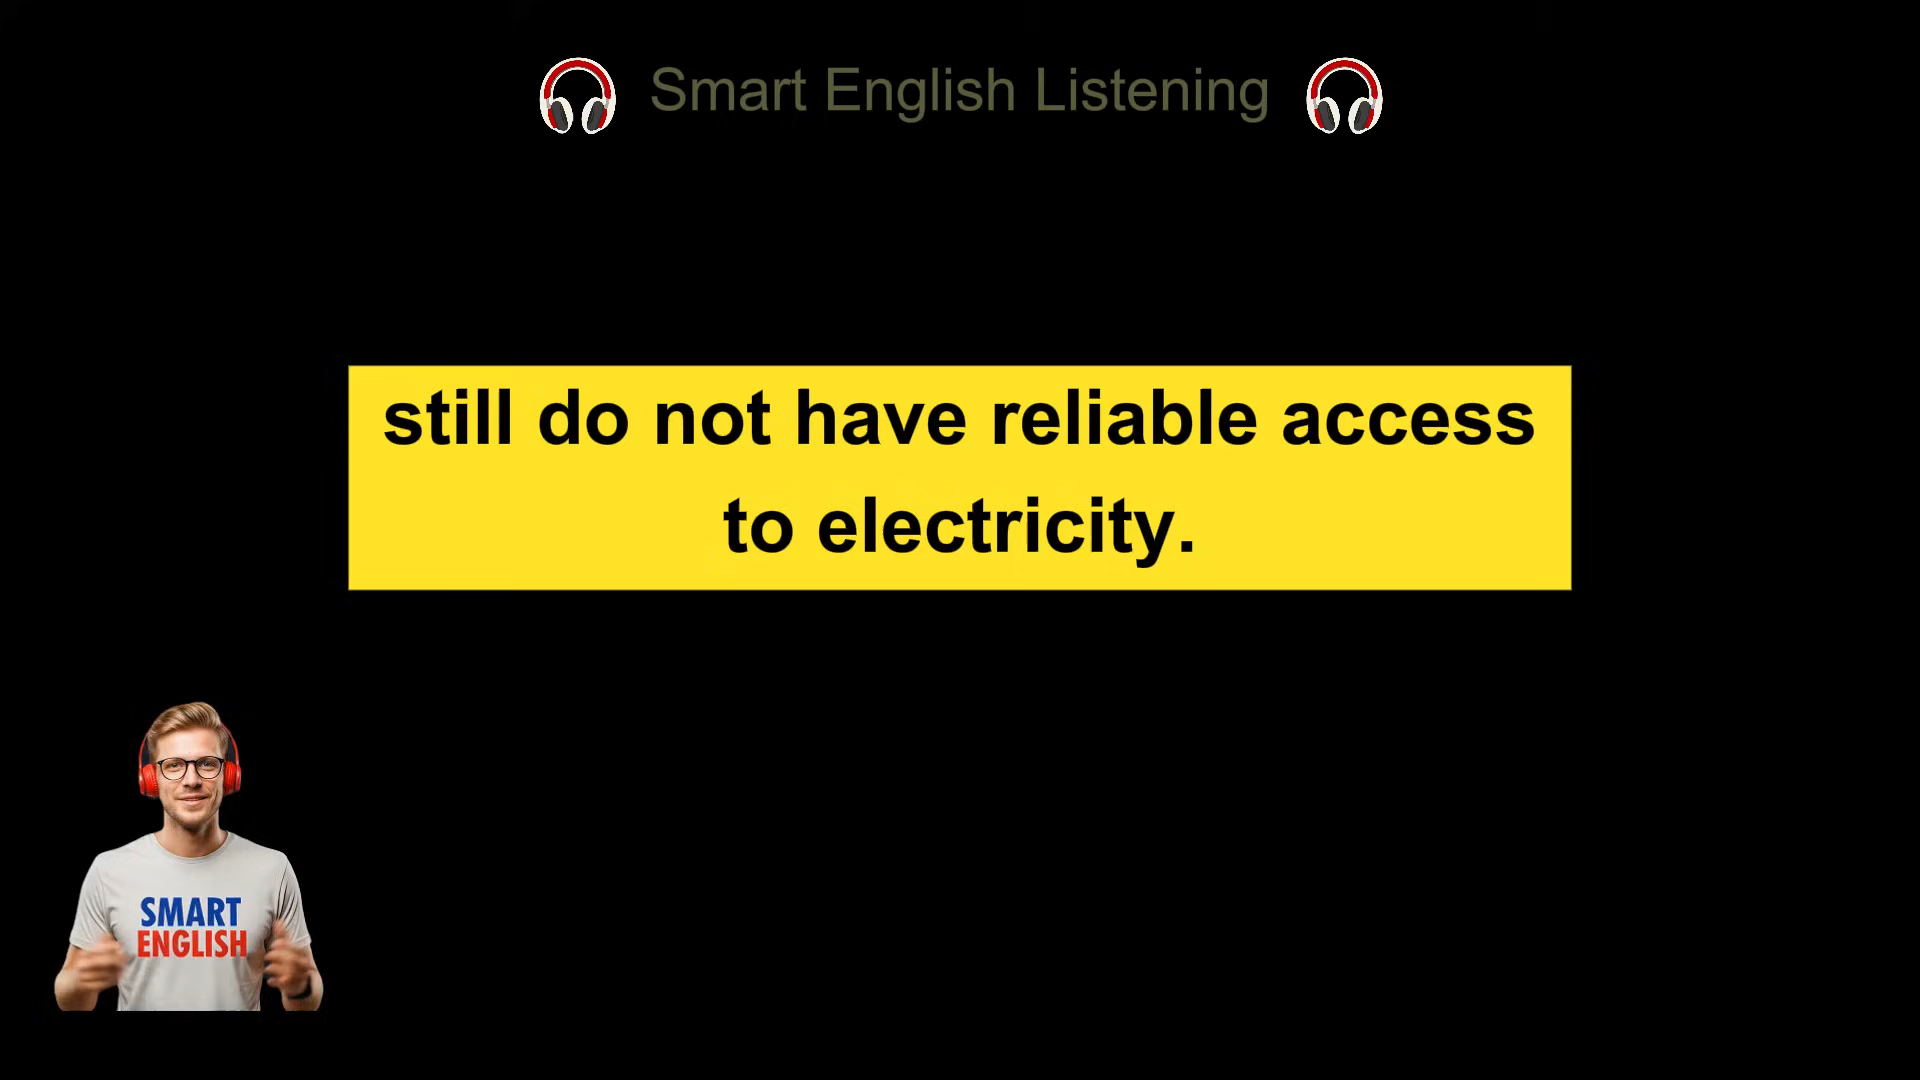 Smart English Listening
still do not have reliable access
to electricity.
SMART
ENGLISH